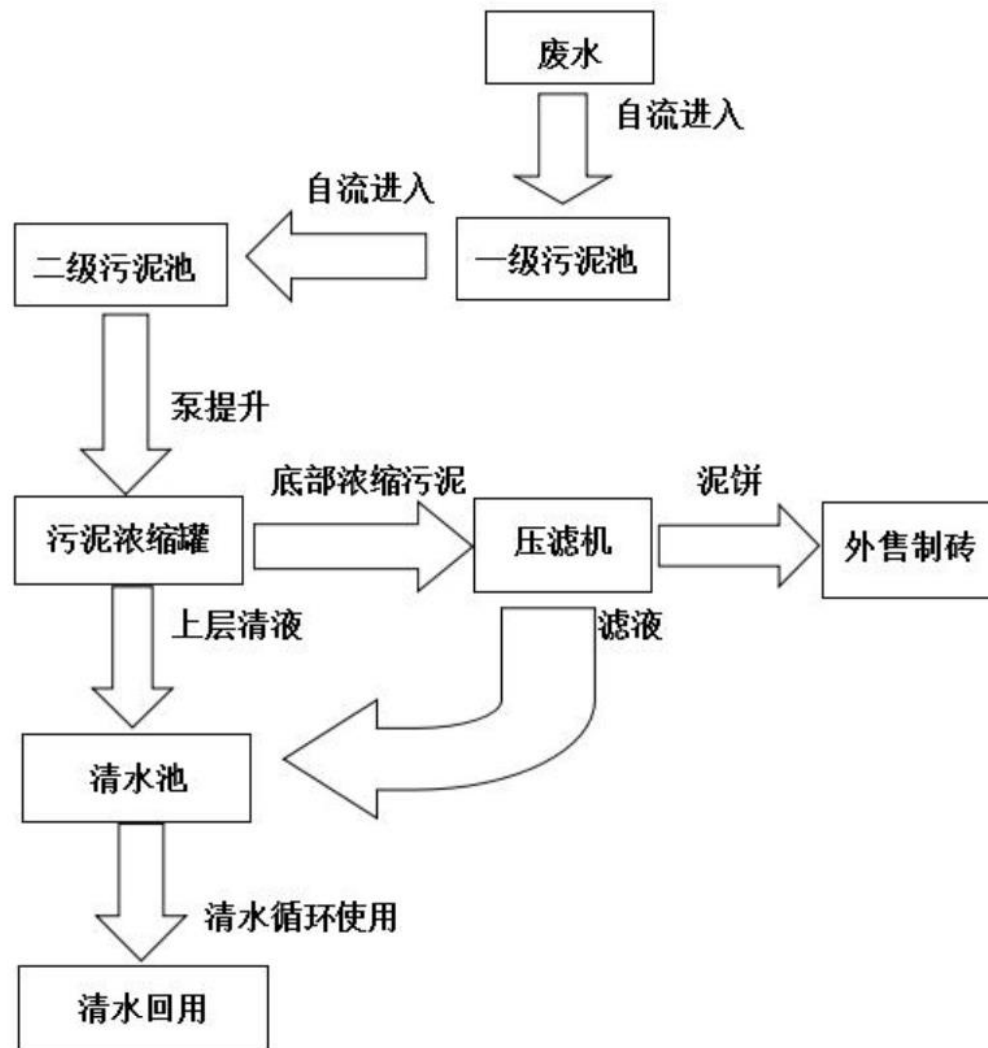 废水
自流进入
自流进入
二级污泥池
一级污泥池
泵提升
底部浓缩污泥
泥饼
污泥浓缩罐
压滤机
外售制砖
上层清液
滤液
清水池
清水循环使用
清水回用